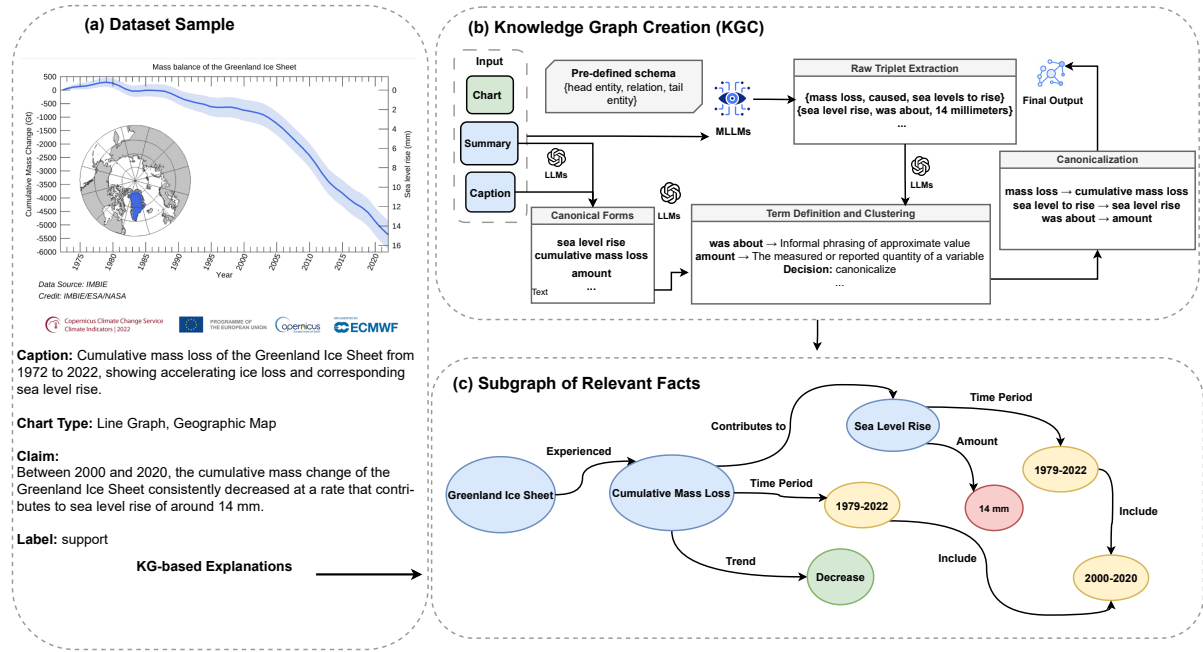 (a) Dataset Sample
Mass balance of the Greenland Ice Sheet
500
0
-500
-1000
-1500
-2000
-2500
-3000
-3500
-4000
-4500
-5000
-5500
-6000
Cumulative Mass Change (Gt)
0
2
4
6
8
10
12
14
16
Sea level rise (mm)
1975
1980
1985
1990
1995
2000
2005
2010
2015
2020
Year
Data Source: IMBIE
Credit: IMBIE/ESA/NASA
Copernicus Climate Change Service
Climate Indicators | 2022
PROGRAMME OF
THE EUROPEAN UNION
opernicus
IMPLEMENTED BY
ECMWF
Caption: Cumulative mass loss of the Greenland Ice Sheet from
1972 to 2022, showing accelerating ice loss and corresponding
sea level rise.
Chart Type: Line Graph, Geographic Map
Claim:
Between 2000 and 2020, the cumulative mass change of the
Greenland Ice Sheet consistently decreased at a rate that contri-
butes to sea level rise of around 14 mm.
Label: support
KG-based Explanations
(b) Knowledge Graph Creation (KGC)
Input
Chart
Summary
Caption
Pre-defined schema
{head entity, relation, tail
entity}
MLLMs
LLMs
LLMs
LLMs
Raw Triplet Extraction
{mass loss, caused, sea levels to rise}
{sea level rise, was about, 14 millimeters}
...
Final Output
Canonical Forms
sea level rise
cumulative mass loss
amount
...
Text
Term Definition and Clustering
was about → Informal phrasing of approximate value
amount → The measured or reported quantity of a variable
Decision: canonicalize
...
Canonicalization
mass loss → cumulative mass loss
sea level to rise → sea level rise
was about → amount
(c) Subgraph of Relevant Facts
Greenland Ice Sheet
Experienced
Cumulative Mass Loss
Contributes to
Sea Level Rise
Time Period
1979-2022
Amount
14 mm
Time Period
1979-2022
Include
Include
2000-2020
Trend
Decrease